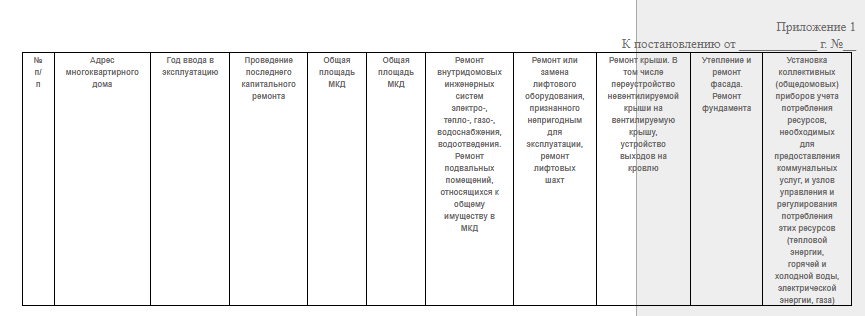 Приложение 1
К постановлению от _____________ г. №__
№
п/
п
Адрес
многоквартирного
дома
Год ввода в
эксплуатацию
Проведение
последнего
капитального
ремонта
Общая
площадь
МКД
Общая
площадь
МКД
Ремонт
внутридомовых
инженерных
систем
электро-,
тепло-, газо-,
водоснабжения,
водоотведения.
Ремонт
подвальных
помещений,
относящихся к
общему
имуществу в
МКД
Ремонт или
замена
лифтового
оборудования,
признанного
непригодным
для
эксплуатации,
ремонт
лифтовых
шахт
Ремонт крыши. В
том числе
переустройство
невентилируемой
крыши на
вентилируемую
крышу,
устройство
выходов на
кровлю
Утепление и
ремонт
фасада.
Ремонт
фундамента
Установка
коллективных
(общедомовых)
приборов учета
потребления
ресурсов,
необходимых
для
предоставления
коммунальных
услуг, и узлов
управления и
регулирования
потребления
этих ресурсов
(тепловой
энергии,
горячей и
холодной воды,
электрической
энергии, газа)